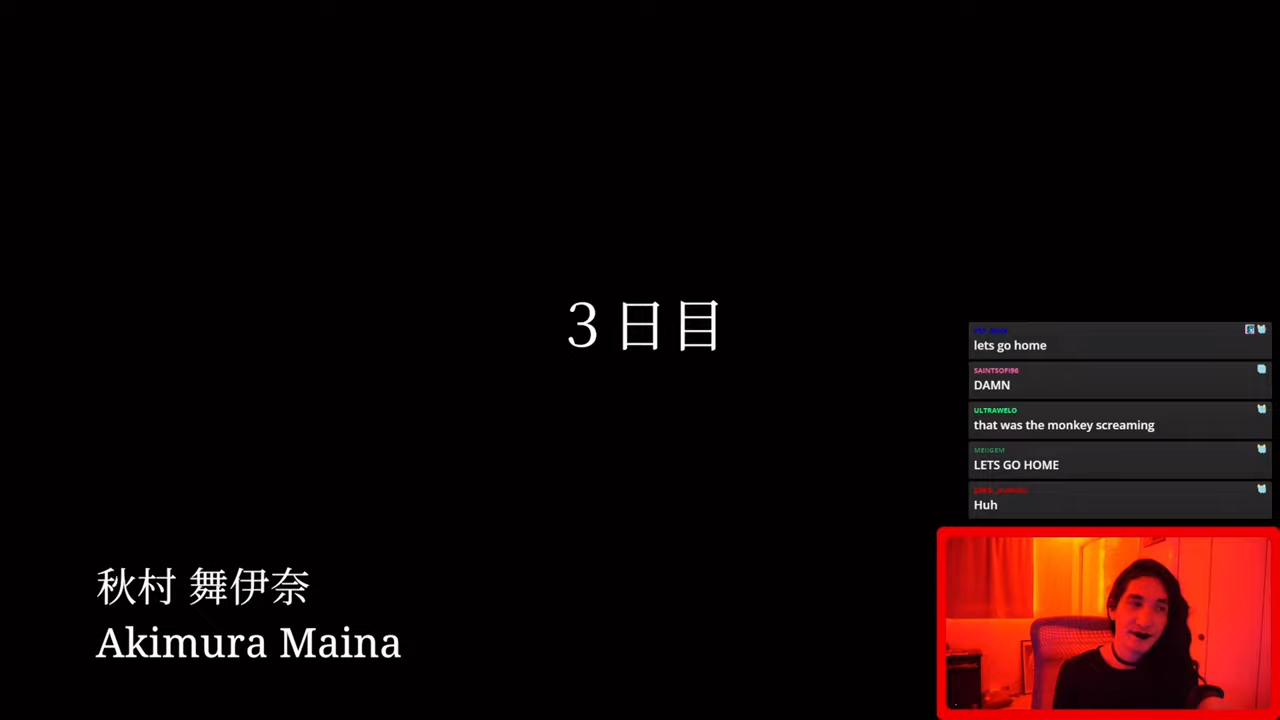 ３日目
秋村 舞伊奈
Akimura Maina
lets go home
SAINTSOFI96
DAMN
ULTRAWELO
that was the monkey screaming
MEIIGEM
LETS GO HOME
Huh